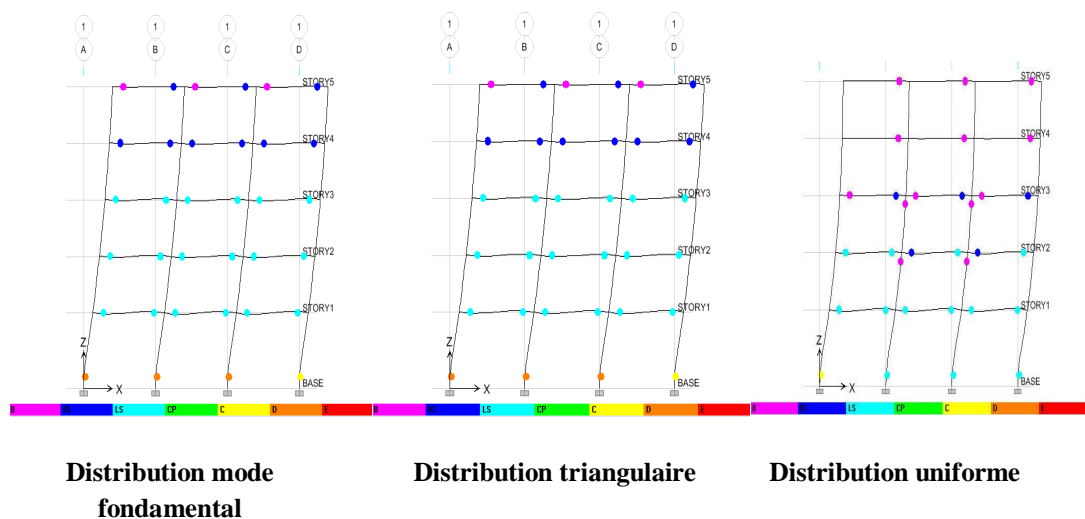 1 1 1 1
A B C D
STORY5
STORY4
STORY3
STORY2
STORY1
Z
X
BASE
B IO LS CP C D E
Distribution mode
fondamental
1 1 1 1
A B C D
STORY5
STORY4
STORY3
STORY2
STORY1
Z
X
BASE
B IO LS CP C D E
Distribution triangulaire
STORY5
STORY4
STORY3
STORY2
STORY1
Z
X
BASE
B LS CP C D E
Distribution uniforme